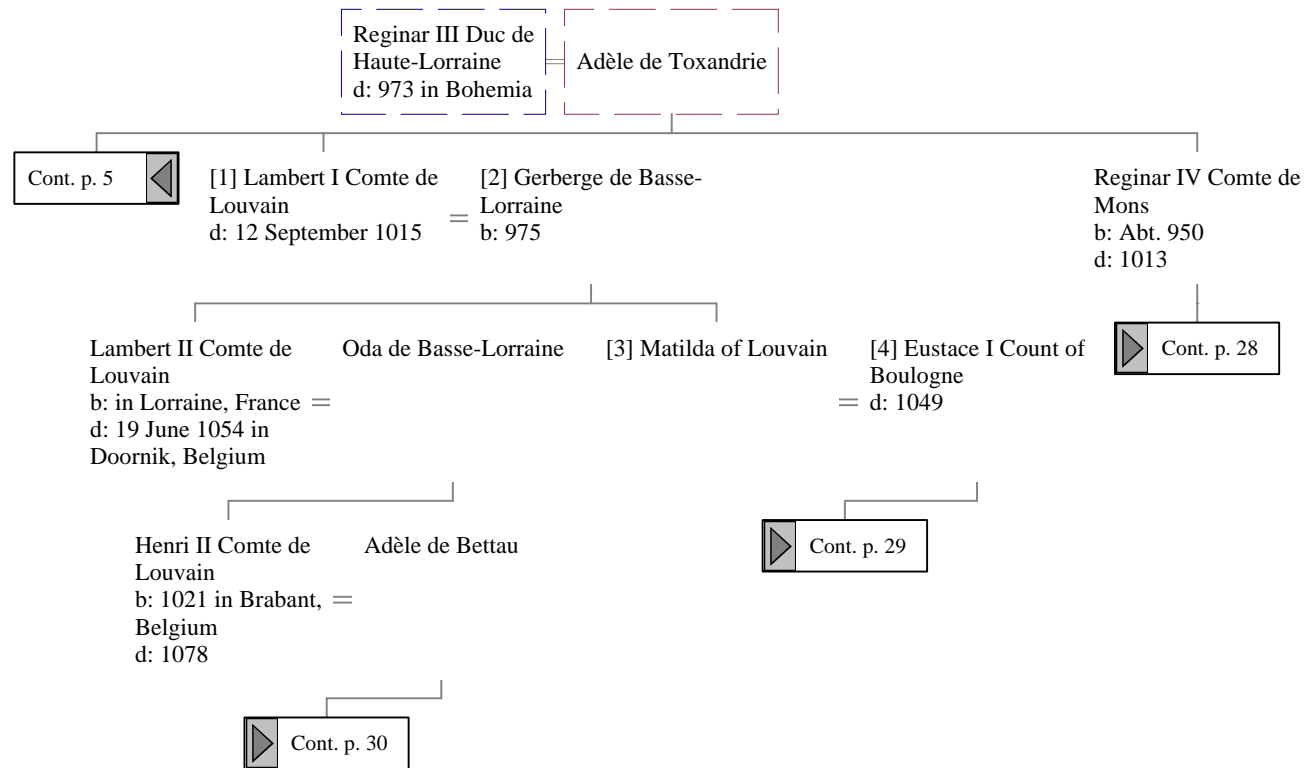 Reginar III Duc de
Haute-Lorraine
d: 973 in Bohemia
Adèle de Toxandrie
Cont. p. 5
[1] Lambert I Comte de
Louvain
d: 12 September 1015
[2] Gerberge de Basse-
Lorraine
b: 975
Reginar IV Comte de
Mons
b: Abt. 950
d: 1013
Lambert II Comte de
Louvain
b: in Lorraine, France
d: 19 June 1054 in
Doornik, Belgium
Oda de Basse-Lorraine
[3] Matilda of Louvain
[4] Eustace I Count of
Boulogne
d: 1049
Cont. p. 28
Henri II Comte de
Louvain
b: 1021 in Brabant,
Belgium
d: 1078
Adèle de Bettau
Cont. p. 29
Cont. p. 30